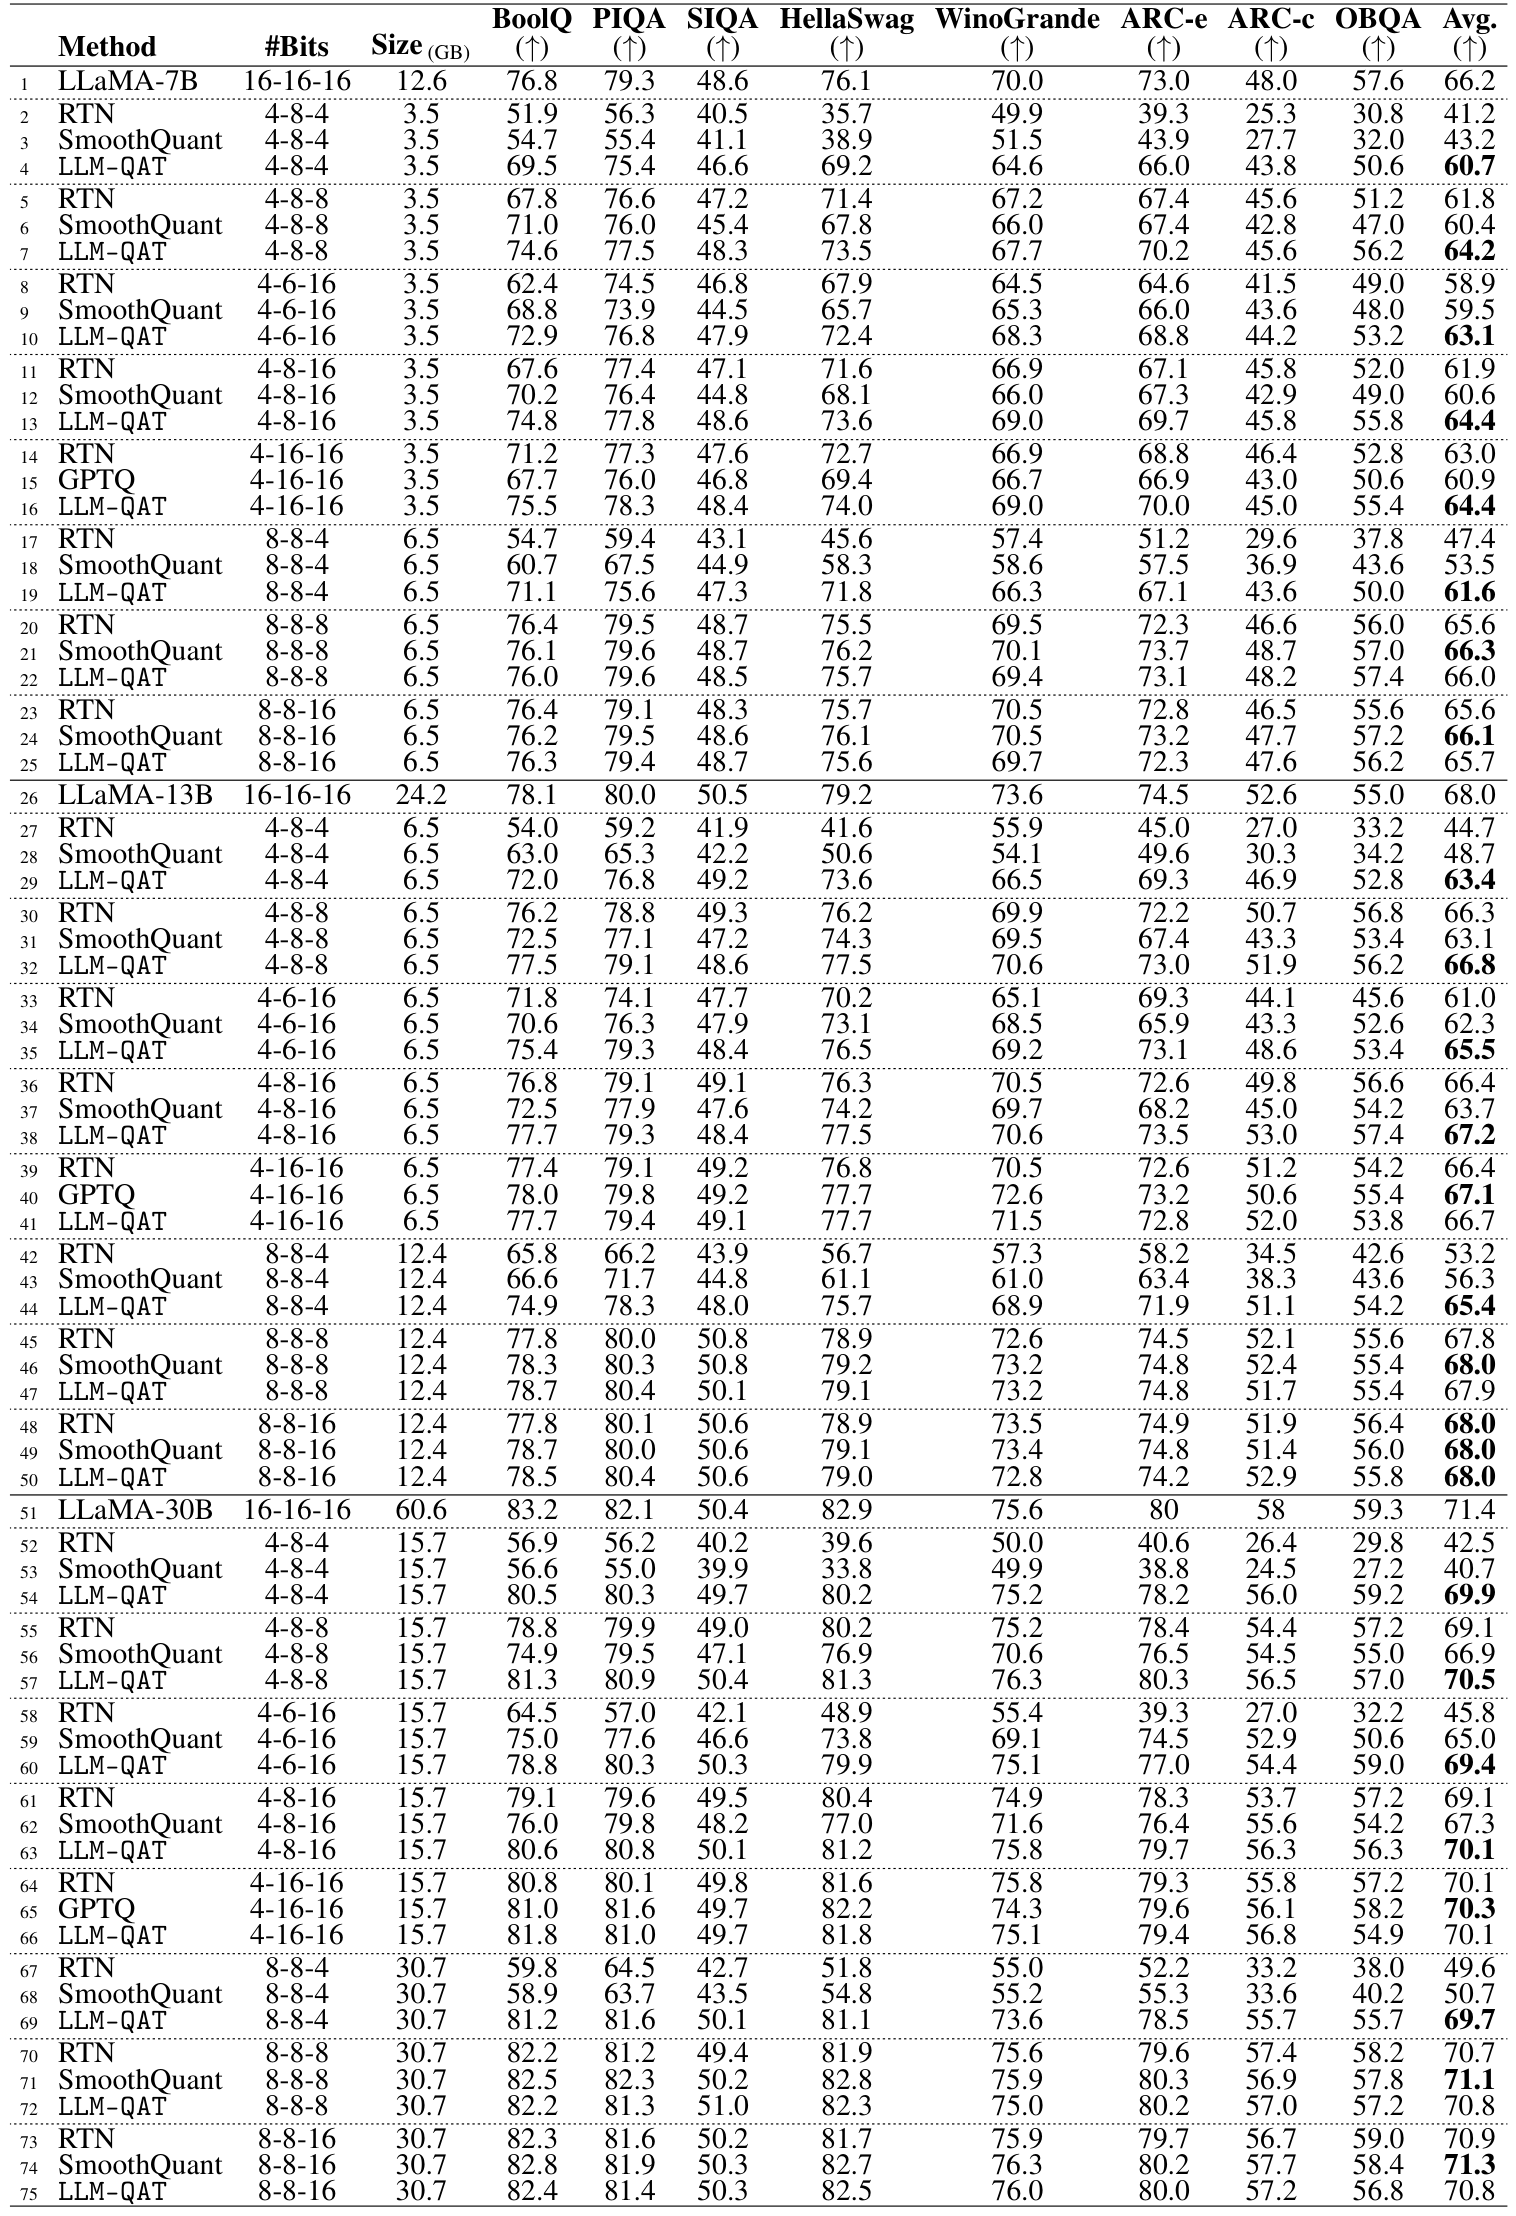 BoolQ PIQA SIQA HellaSwag WinoGrande ARC-e ARC-c OBQA Avg.
Method #Bits Size (GB) (↑) (↑) (↑) (↑) (↑) (↑) (↑) (↑) (↑)
1 LLaMA-7B 16-16-16 12.6 76.8 79.3 48.6 76.1 70.0 73.0 48.0 57.6 66.2
2 RTN 4-8-4 3.5 51.9 56.3 40.5 35.7 49.9 39.3 25.3 30.8 41.2
3 SmoothQuant 4-8-4 3.5 54.7 55.4 41.1 38.9 51.5 43.9 27.7 32.0 43.2
4 LLM-QAT 4-8-4 3.5 69.5 75.4 46.6 69.2 64.6 66.0 43.8 50.6 60.7
5 RTN 4-8-8 3.5 67.8 76.6 47.2 71.4 67.2 67.4 45.6 51.2 61.8
6 SmoothQuant 4-8-8 3.5 71.0 76.0 45.4 67.8 66.0 67.4 42.8 47.0 60.4
7 LLM-QAT 4-8-8 3.5 74.6 77.5 48.3 73.5 67.7 70.2 45.6 56.2 64.2
8 RTN 4-6-16 3.5 62.4 74.5 46.8 67.9 64.5 64.6 41.5 49.0 58.9
9 SmoothQuant 4-6-16 3.5 68.8 73.9 44.5 65.7 65.3 66.0 43.6 48.0 59.5
10 LLM-QAT 4-6-16 3.5 72.9 76.8 47.9 72.4 68.3 68.8 44.2 53.2 63.1
11 RTN 4-8-16 3.5 67.6 77.4 47.1 71.6 66.9 67.1 45.8 52.0 61.9
12 SmoothQuant 4-8-16 3.5 70.2 76.4 44.8 68.1 66.0 67.3 42.9 49.0 60.6
13 LLM-QAT 4-8-16 3.5 74.8 77.8 48.6 73.6 69.0 69.7 45.8 55.8 64.4
14 RTN 4-16-16 3.5 71.2 77.3 47.6 72.7 66.9 68.8 46.4 52.8 63.0
15 GPTQ 4-16-16 3.5 67.7 76.0 46.8 69.4 66.7 66.9 43.0 50.6 60.9
16 LLM-QAT 4-16-16 3.5 75.5 78.3 48.4 74.0 69.0 70.0 45.0 55.4 64.4
17 RTN 8-8-4 6.5 54.7 59.4 43.1 45.6 57.4 51.2 29.6 37.8 47.4
18 SmoothQuant 8-8-4 6.5 60.7 67.5 44.9 58.3 58.6 57.5 36.9 43.6 53.5
19 LLM-QAT 8-8-4 6.5 71.1 75.6 47.3 71.8 66.3 67.1 43.6 50.0 61.6
20 RTN 8-8-8 6.5 76.4 79.5 48.7 75.5 69.5 72.3 46.6 56.0 65.6
21 SmoothQuant 8-8-8 6.5 76.1 79.6 48.7 76.2 70.1 73.7 48.7 57.0 66.3
22 LLM-QAT 8-8-8 6.5 76.0 79.6 48.5 75.7 69.4 73.1 48.2 57.4 66.0
23 RTN 8-8-16 6.5 76.4 79.1 48.3 75.7 70.5 72.8 46.5 55.6 65.6
24 SmoothQuant 8-8-16 6.5 76.2 79.5 48.6 76.1 70.5 73.2 47.7 57.2 66.1
25 LLM-QAT 8-8-16 6.5 76.3 79.4 48.7 75.6 69.7 72.3 47.6 56.2 65.7
26 LLaMA-13B 16-16-16 24.2 78.1 80.0 50.5 79.2 73.6 74.5 52.6 55.0 68.0
27 RTN 4-8-4 6.5 54.0 59.2 41.9 41.6 55.9 45.0 27.0 33.2 44.7
28 SmoothQuant 4-8-4 6.5 63.0 65.3 42.2 50.6 54.1 49.6 30.3 34.2 48.7
29 LLM-QAT 4-8-4 6.5 72.0 76.8 49.2 73.6 66.5 69.3 46.9 52.8 63.4
30 RTN 4-8-8 6.5 76.2 78.8 49.3 76.2 69.9 72.2 50.7 56.8 66.3
31 SmoothQuant 4-8-8 6.5 72.5 77.1 47.2 74.3 69.5 67.4 43.3 53.4 63.1
32 LLM-QAT 4-8-8 6.5 77.5 79.1 48.6 77.5 70.6 73.0 51.9 56.2 66.8
33 RTN 4-6-16 6.5 71.8 74.1 47.7 70.2 65.1 69.3 44.1 45.6 61.0
34 SmoothQuant 4-6-16 6.5 70.6 76.3 47.9 73.1 68.5 65.9 43.3 52.6 62.3
35 LLM-QAT 4-6-16 6.5 75.4 79.3 48.4 76.5 69.2 73.1 48.6 53.4 65.5
36 RTN 4-8-16 6.5 76.8 79.1 49.1 76.3 70.5 72.6 49.8 56.6 66.4
37 SmoothQuant 4-8-16 6.5 72.5 77.9 47.6 74.2 69.7 68.2 45.0 54.2 63.7
38 LLM-QAT 4-8-16 6.5 77.7 79.3 48.4 77.5 70.6 73.5 53.0 57.4 67.2
39 RTN 4-16-16 6.5 77.4 79.1 49.2 76.8 70.5 72.6 51.2 54.2 66.4
40 GPTQ 4-16-16 6.5 78.0 79.8 49.2 77.7 72.6 73.2 50.6 55.4 67.1
41 LLM-QAT 4-16-16 6.5 77.7 79.4 49.1 77.7 71.5 72.8 52.0 53.8 66.7
42 RTN 8-8-4 12.4 65.8 66.2 43.9 56.7 57.3 58.2 34.5 42.6 53.2
43 SmoothQuant 8-8-4 12.4 66.6 71.7 44.8 61.1 61.0 63.4 38.3 43.6 56.3
44 LLM-QAT 8-8-4 12.4 74.9 78.3 48.0 75.7 68.9 71.9 51.1 54.2 65.4
45 RTN 8-8-8 12.4 77.8 80.0 50.8 78.9 72.6 74.5 52.1 55.6 67.8
46 SmoothQuant 8-8-8 12.4 78.3 80.3 50.8 79.2 73.2 74.8 52.4 55.4 68.0
47 LLM-QAT 8-8-8 12.4 78.7 80.4 50.1 79.1 73.2 74.8 51.7 55.4 67.9
48 RTN 8-8-16 12.4 77.8 80.1 50.6 78.9 73.5 74.9 51.9 56.4 68.0
49 SmoothQuant 8-8-16 12.4 78.7 80.0 50.6 79.1 73.4 74.8 51.4 56.0 68.0
50 LLM-QAT 8-8-16 12.4 78.5 80.4 50.6 79.0 72.8 74.2 52.9 55.8 68.0
51 LLaMA-30B 16-16-16 60.6 83.2 82.1 50.4 82.9 75.6 80 58 59.3 71.4
52 RTN 4-8-4 15.7 56.9 56.2 40.2 39.6 50.0 40.6 26.4 29.8 42.5
53 SmoothQuant 4-8-4 15.7 56.6 55.0 39.9 33.8 49.9 38.8 24.5 27.2 40.7
54 LLM-QAT 4-8-4 15.7 80.5 80.3 49.7 80.2 75.2 78.2 56.0 59.2 69.9
55 RTN 4-8-8 15.7 78.8 79.9 49.0 80.2 75.2 78.4 54.4 57.2 69.1
56 SmoothQuant 4-8-8 15.7 74.9 79.5 47.1 76.9 70.6 76.5 54.5 55.0 66.9
57 LLM-QAT 4-8-8 15.7 81.3 80.9 50.4 81.3 76.3 80.3 56.5 57.0 70.5
58 RTN 4-6-16 15.7 64.5 57.0 42.1 48.9 55.4 39.3 27.0 32.2 45.8
59 SmoothQuant 4-6-16 15.7 75.0 77.6 46.6 73.8 69.1 74.5 52.9 50.6 65.0
60 LLM-QAT 4-6-16 15.7 78.8 80.3 50.3 79.9 75.1 77.0 54.4 59.0 69.4
61 RTN 4-8-16 15.7 79.1 79.6 49.5 80.4 74.9 78.3 53.7 57.2 69.1
62 SmoothQuant 4-8-16 15.7 76.0 79.8 48.2 77.0 71.6 76.4 55.6 54.2 67.3
63 LLM-QAT 4-8-16 15.7 80.6 80.8 50.1 81.2 75.8 79.7 56.3 56.3 70.1
64 RTN 4-16-16 15.7 80.8 80.1 49.8 81.6 75.8 79.3 55.8 57.2 70.1
65 GPTQ 4-16-16 15.7 81.0 81.6 49.7 82.2 74.3 79.6 56.1 58.2 70.3
66 LLM-QAT 4-16-16 15.7 81.8 81.0 49.7 81.8 75.1 79.4 56.8 54.9 70.1
67 RTN 8-8-4 30.7 59.8 64.5 42.7 51.8 55.0 52.2 33.2 38.0 49.6
68 SmoothQuant 8-8-4 30.7 58.9 63.7 43.5 54.8 55.2 55.3 33.6 40.2 50.7
69 LLM-QAT 8-8-4 30.7 81.2 81.6 50.1 81.1 73.6 78.5 55.7 55.7 69.7
70 RTN 8-8-8 30.7 82.2 81.2 49.4 81.9 75.6 79.6 57.4 58.2 70.7
71 SmoothQuant 8-8-8 30.7 82.5 82.3 50.2 82.8 75.9 80.3 56.9 57.8 71.1
72 LLM-QAT 8-8-8 30.7 82.2 81.3 51.0 82.3 75.0 80.2 57.0 57.2 70.8
73 RTN 8-8-16 30.7 82.3 81.6 50.2 81.7 75.9 79.7 56.7 59.0 70.9
74 SmoothQuant 8-8-16 30.7 82.8 81.9 50.3 82.7 76.3 80.2 57.7 58.4 71.3
75 LLM-QAT 8-8-16 30.7 82.4 81.4 50.3 82.5 76.0 80.0 57.2 56.8 70.8